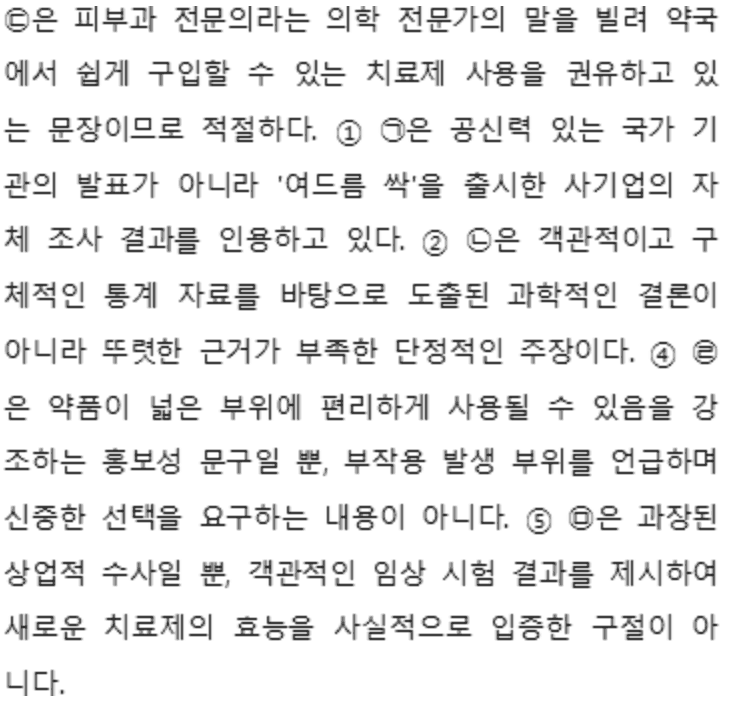 ㉢은 피부과 전문의라는 의학 전문가의 말을 빌려 약국
에서 쉽게 구입할 수 있는 치료제 사용을 권유하고 있
는 문장이므로 적절하다. ① ㉠은 공신력 있는 국가 기
관의 발표가 아니라 '여드름 싹'을 출시한 사기업의 자
체 조사 결과를 인용하고 있다. ② ㉡은 객관적이고 구
체적인 통계 자료를 바탕으로 도출된 과학적인 결론이
아니라 뚜렷한 근거가 부족한 단정적인 주장이다. ④ ㉣
은 약품이 넓은 부위에 편리하게 사용될 수 있음을 강
조하는 홍보성 문구일 뿐, 부작용 발생 부위를 언급하며
신중한 선택을 요구하는 내용이 아니다. ⑤ ㉤은 과장된
상업적 수사일 뿐, 객관적인 임상 시험 결과를 제시하여
새로운 치료제의 효능을 사실적으로 입증한 구절이 아
니다.